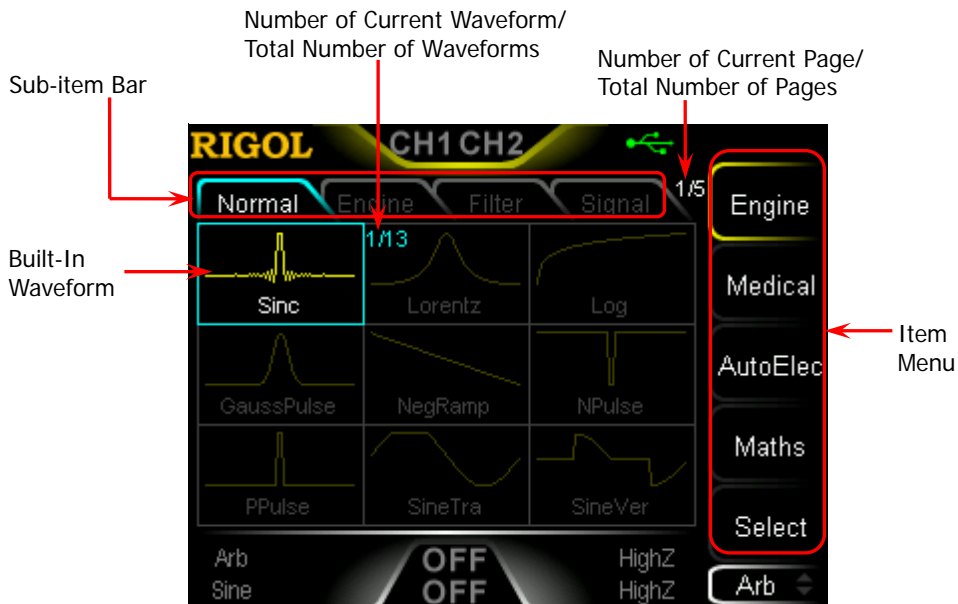 Number of Current Waveform/
Total Number of Waveforms
Number of Current Page/
Total Number of Pages
Sub-item Bar
RIGOL
CH1 CH2
Normal
Engine
Filter
Signal
1/5
Engine
Built-In
Waveform
1/13
Sinc
Lorentz
Log
Medical
Item
Menu
AutoElec
GaussPulse
NegRamp
NPulse
Maths
PPulse
SineTra
SineVer
Select
Arb
OFF
HighZ
Sine
OFF
HighZ
Arb